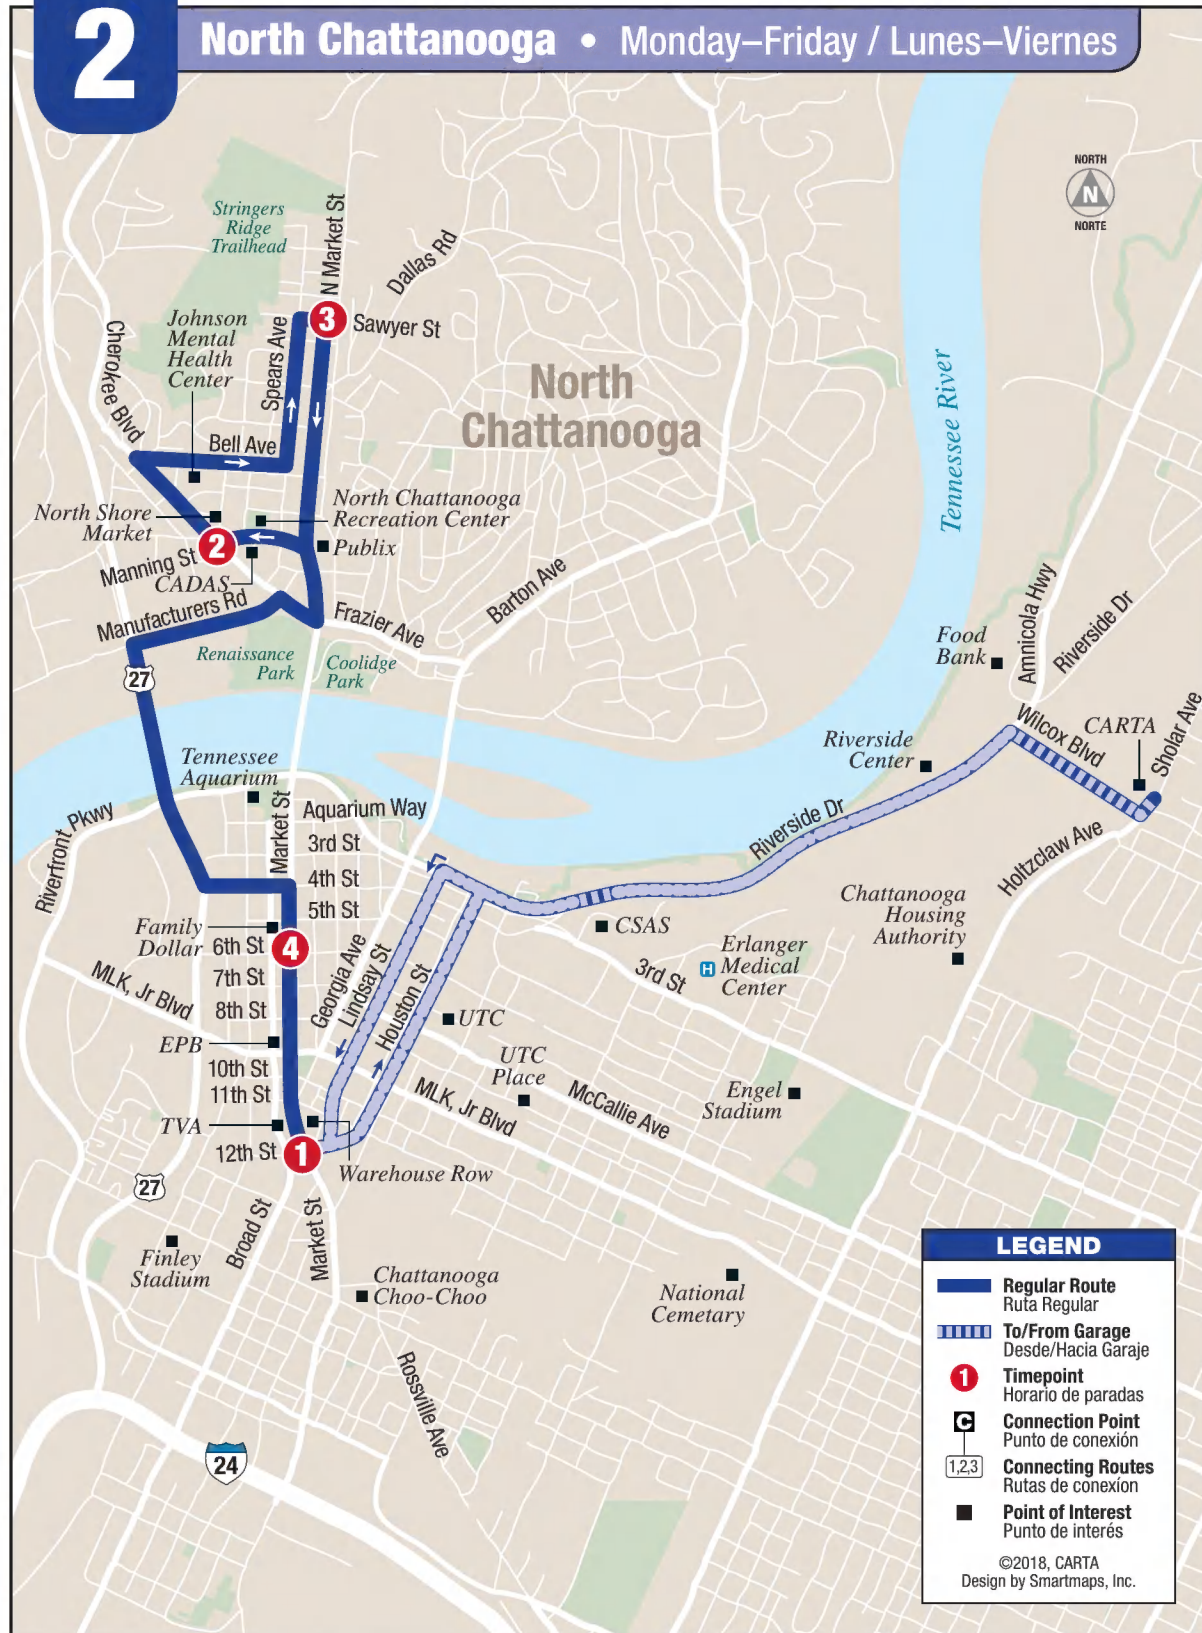 2
North Chattanooga • Monday–Friday / Lunes–Viernes
NORTH
N
NORTE
Stringers
Ridge
Trailhead
N Market St
Dallas Rd
Johnson
Mental
Health
Center
Cherokee Blvd
Spears Ave
3
Sawyer St
North
Chattanooga
Tennessee River
Bell Ave
North Shore
Market
North Chattanooga
Recreation Center
2
Publix
Manning St
CADAS
Manufacturers Rd
Frazier Ave
Barton Ave
Renaissance
Park
Coolidge
Park
27
Amnicola Hwy
Riverside Dr
Food
Bank
Wilcox Blvd
CARTA
Sholar Ave
Riverside
Center
Tennessee
Aquarium
Riverfront Pkwy
Market St
Aquarium Way
3rd St
4th St
5th St
Riverside Dr
Holtzclaw Ave
Chattanooga
Housing
Authority
Family
Dollar
6th St
4
7th St
8th St
MLK, Jr Blvd
Georgia Ave
Lindsay St
Houston St
CSAS
3rd St
H
Erlanger
Medical
Center
EPB
UTC
UTC
Place
10th St
11th St
MLK, Jr Blvd
McCallie Ave
Engel
Stadium
TVA
12th St
1
Warehouse Row
27
Broad St
Market St
Finley
Stadium
Chattanooga
Choo-Choo
National
Cemetary
Rossville Ave
24
LEGEND
Regular Route
Ruta Regular
To/From Garage
Desde/Hacia Garaje
1
Timepoint
Horario de paradas
C
Connection Point
Punto de conexión
1,2,3
Connecting Routes
Rutas de conexíon
Point of Interest
Punto de interés
©2018, CARTA
Design by Smartmaps, Inc.